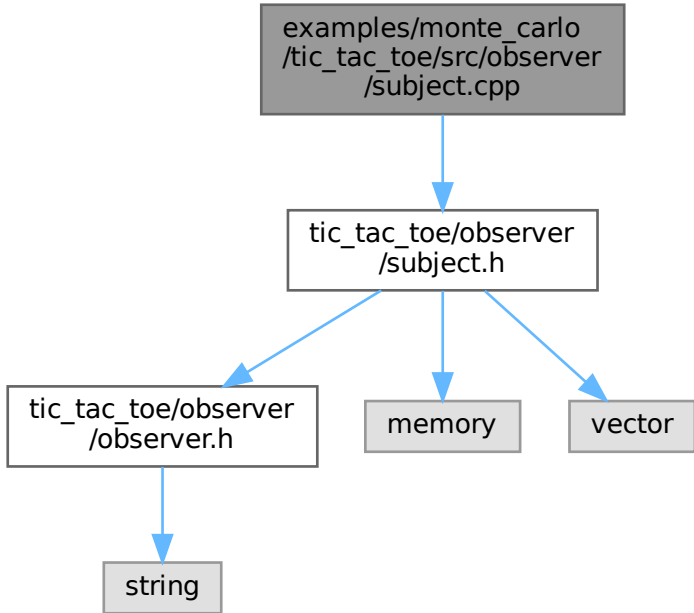 examples/monte_carlo
/tic_tac_toe/src/observer
/subject.cpp
tic_tac_toe/observer
/subject.h
tic_tac_toe/observer
/observer.h
memory
vector
string